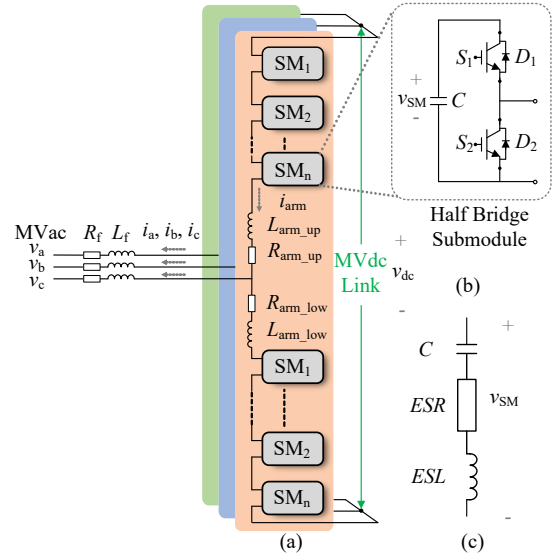 SM1
SM2
SMn
iarm
Larm_up
Rarm_up
MVac
Rf Lf ia, ib, ic
va
vb
vc
Rarm_low
Larm_low
SM1
SM2
SMn
(a)
MVdc
Link
+
vdc
-
+
vSM
-
C
S1
D1
S2
D2
Half Bridge
Submodule
(b)
+
C
ESR
vSM
ESL
-
(c)